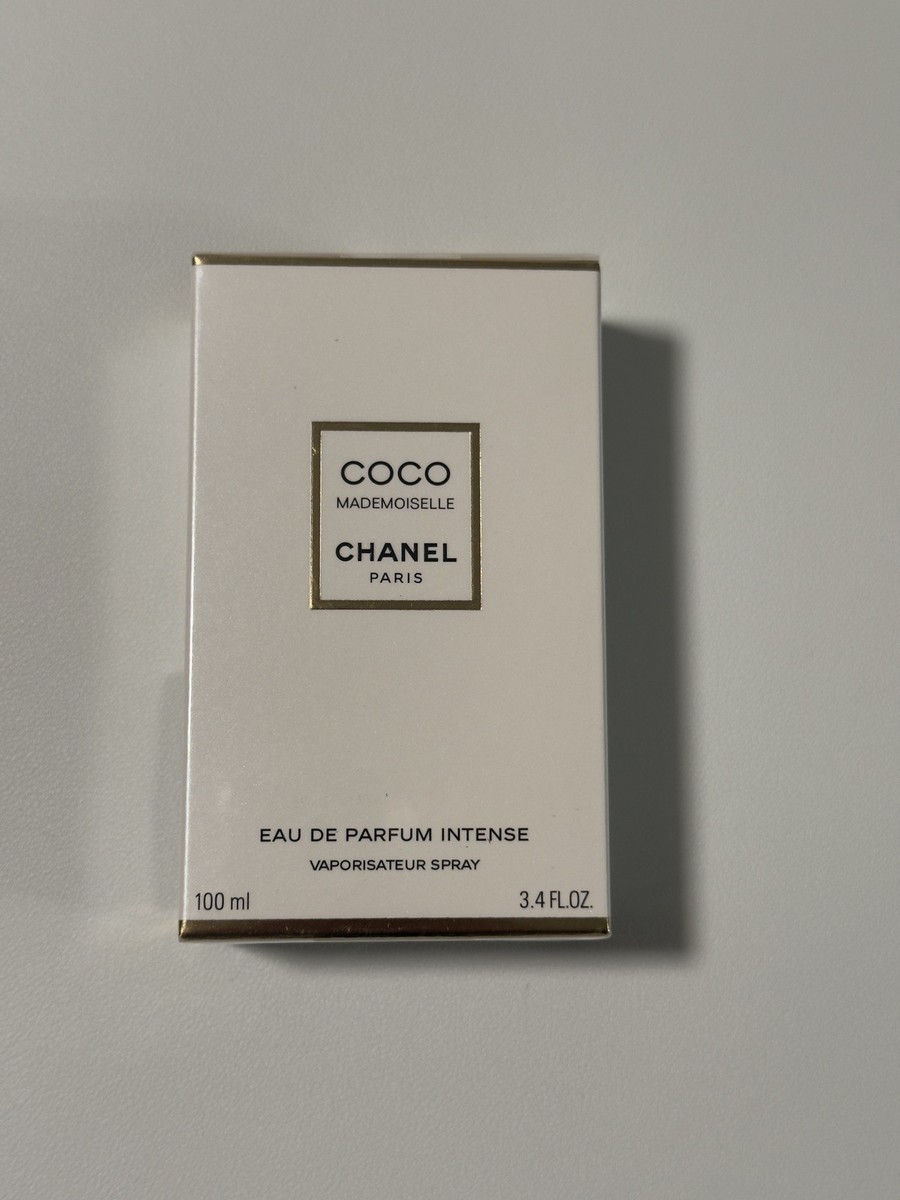 COCO
MADEMOISELLE
CHANEL
PARIS
EAU DE PARFUM INTENSE
VAPORISATEUR SPRAY
100 ml 3.4 FL.OZ.